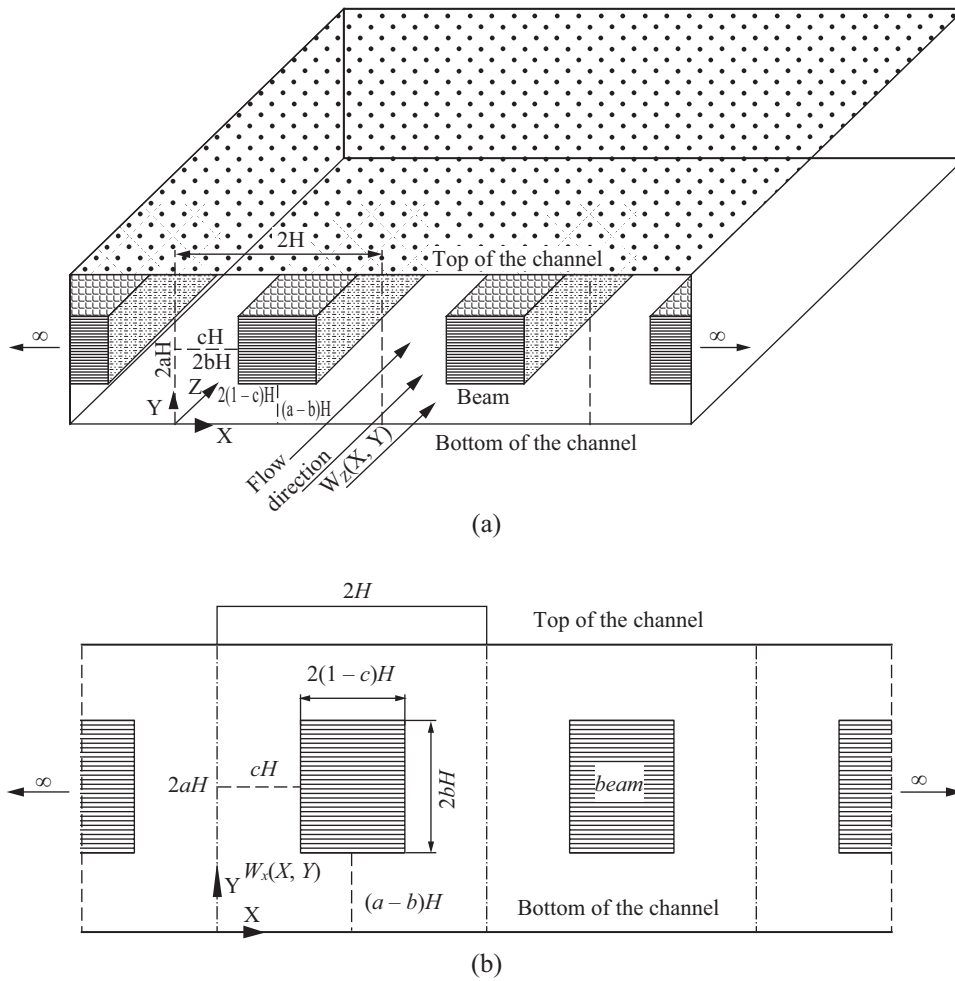 2H
Top of the channel
∞
∞
2aH
cH
2bH
Z
2(1–c)H
(a – b)H
Beam
Y
X
Bottom of the channel
Flow
direction
W_Z(X, Y)
(a)
2H
Top of the channel
2(1 – c)H
∞
2aH
cH
2bH
beam
∞
Y
W_x(X, Y)
X
(a – b)H
Bottom of the channel
(b)